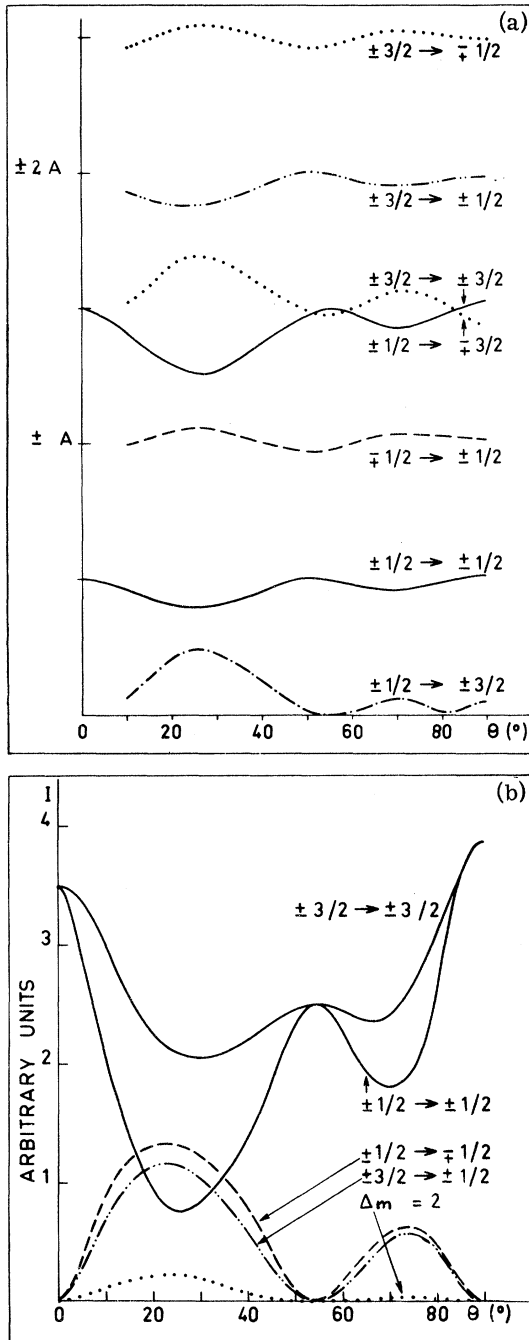 (a)
± 3/2 → ∓ 1/2
± 2 A
± 3/2 → ± 1/2
± 3/2 → ± 3/2
± 1/2 → ∓ 3/2
± A
∓ 1/2 → ± 1/2
± 1/2 → ± 1/2
± 1/2 → ± 3/2
0 20 40 60 80 θ (°)
(b)
I
4
± 3/2 → ± 3/2
3
ARBITRARY UNITS
2
± 1/2 → ± 1/2
± 1/2 → ∓ 1/2
± 3/2 → ± 1/2
Δm = 2
1
0 20 40 60 80 θ (°)